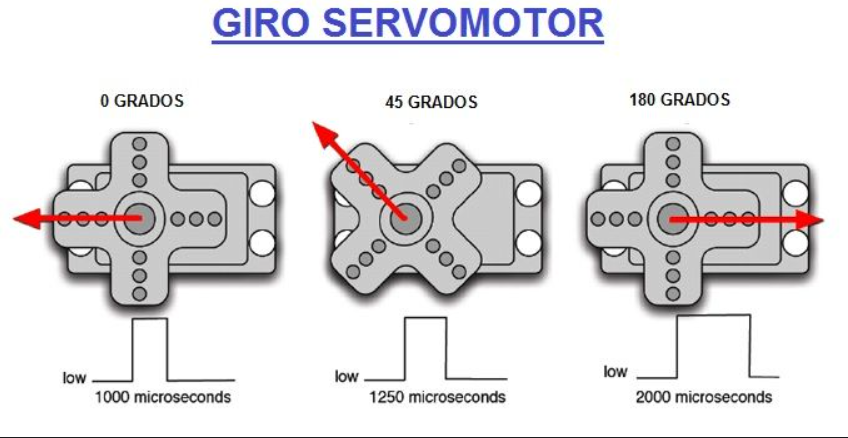 GIRO SERVOMOTOR
0 GRADOS
45 GRADOS
180 GRADOS
low
1000 microseconds
low
1250 microseconds
low
2000 microseconds